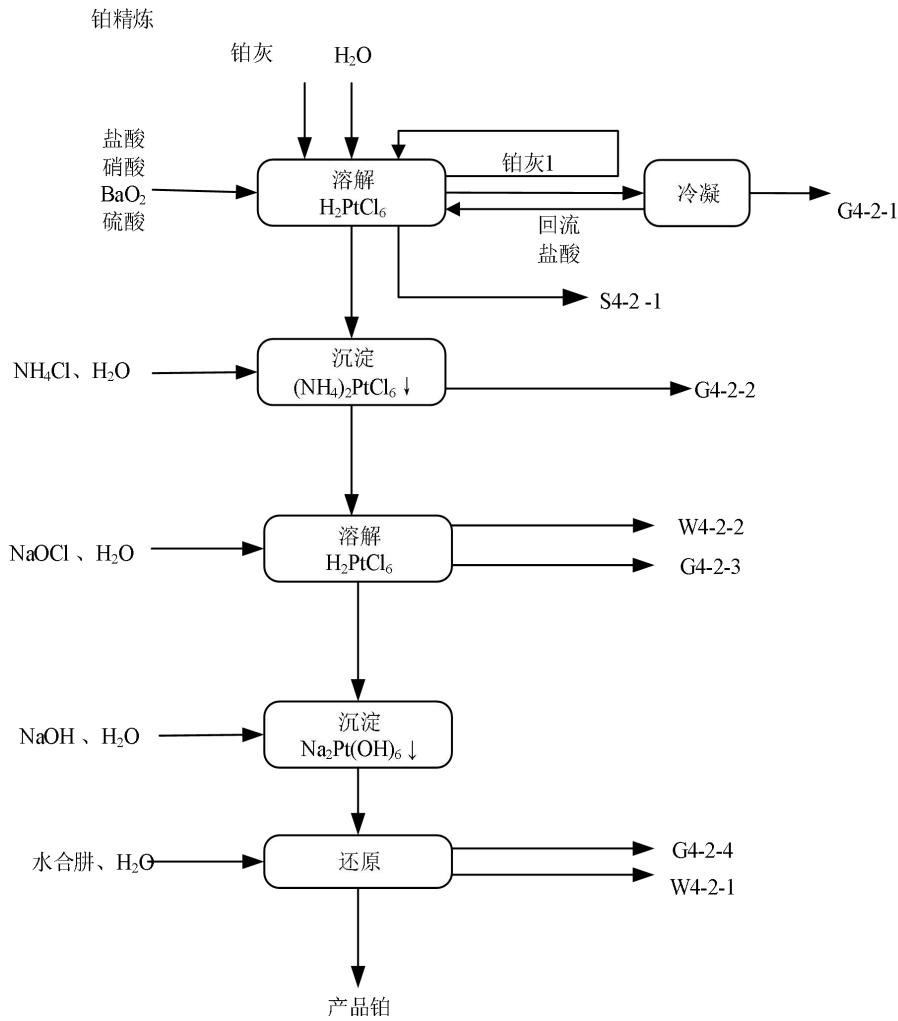 铂精炼
铂灰
H₂O
盐酸
硝酸
BaO₂
硫酸
溶解
H₂PtCl₆
铂灰1
冷凝
G4-2-1
回流
盐酸
S4-2 -1
NH₄Cl、H₂O
沉淀
(NH₄)₂PtCl₆↓
G4-2-2
NaOCl 、H₂O
溶解
H₂PtCl₆
W4-2-2
G4-2-3
NaOH 、H₂O
沉淀
Na₂Pt(OH)₆↓
水合肼、H₂O
还原
G4-2-4
W4-2-1
产品铂